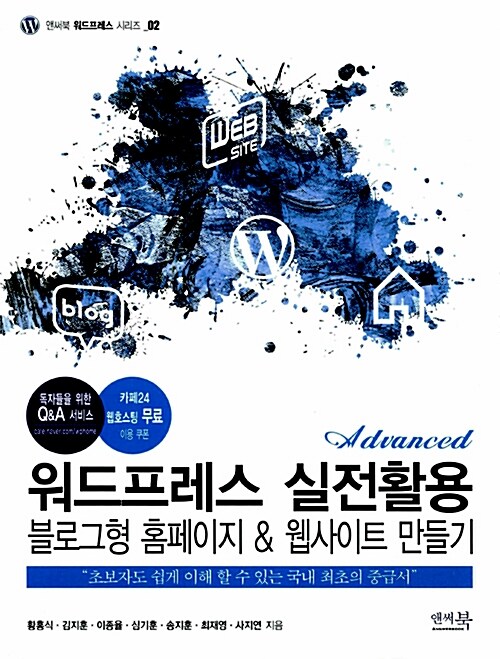 앤써북 워드프레스 시리즈 _02
WEB
SITE
W
blog
독자들을 위한
Q&A 서비스
cafe.naver.com/wphome
카페24
웹호스팅 무료
이용 쿠폰
Advanced
워드프레스 실전활용
블로그형 홈페이지 & 웹사이트 만들기
"초보자도 쉽게 이해 할 수 있는 국내 최초의 중급서"
황홍식 · 김지훈 · 이종율 · 심기훈 · 송지훈 · 최재영 · 사지연 지음
앤써북